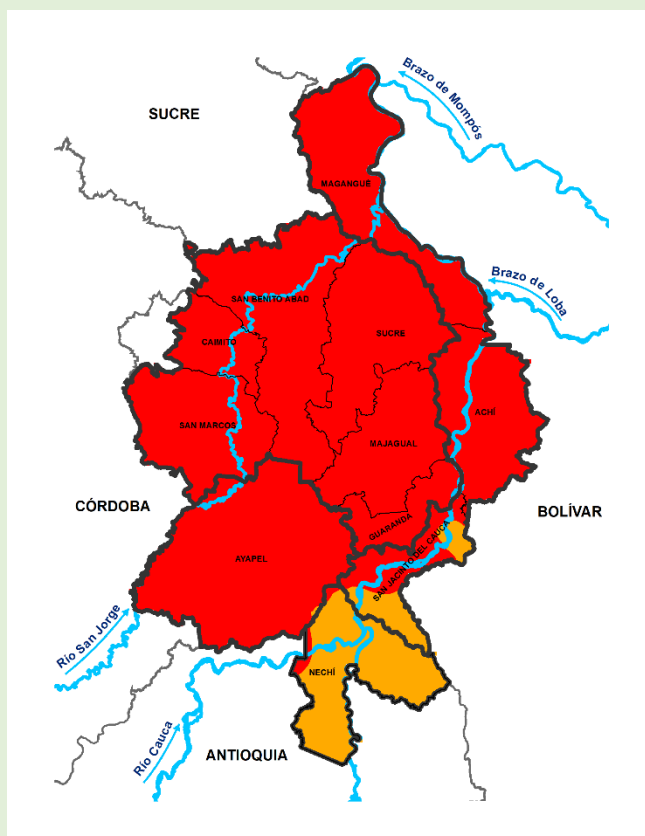 Brazo de Mompós
SUCRE
MAGANGUE
Brazo de Loba
SAN BENITO ABAD
SUCRE
CAIMITO
ACHÍ
SAN MARCOS
MAJAGUAL
CÓRDOBA
BOLÍVAR
GUARANDA
SAN JACINTO DEL CAUCA
AYAPEL
Río San Jorge
NECHÍ
Río Cauca
ANTIOQUIA